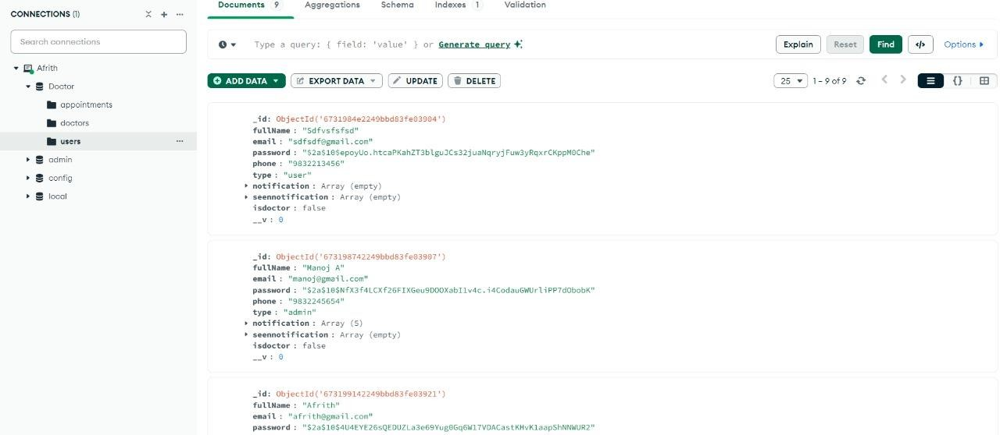 CONNECTIONS (1)
Search connections
Afrith
Doctor
appointments
doctors
users
admin
config
local
Documents 9 Aggregations Schema Indexes 1 Validation
Type a query: { field: 'value' } or Generate query
Explain Reset Find </> Options
ADD DATA EXPORT DATA UPDATE DELETE
25 1 – 9 of 9 {}
_id: ObjectId('6731984e2249bbd83fe03904')
fullName : "Sdfvsfsfsd"
email : "sdfsdf@gmail.com"
password : "$2a$10$epoyUo.htcaPKahZT3blguJCs32juaNqryjFuw3yRqxrCKppM0Che"
phone : "9832213456"
type : "user"
notification : Array (empty)
seennotification : Array (empty)
isdoctor : false
__v : 0
_id: ObjectId('673198742249bbd83fe03907')
fullName : "Manoj A"
email : "manoj@gmail.com"
password : "$2a$10$NfX3f4LCXf26FIXGeu9DOOXabI1v4c.i4CodauGWUrliPP7dObobK"
phone : "9832245654"
type : "admin"
notification : Array (5)
seennotification : Array (empty)
isdoctor : false
__v : 0
_id: ObjectId('673199142249bbd83fe03921')
fullName : "Afrith"
email : "afrith@gmail.com"
password : "$2a$10$4U4EYE26sQEDUZLa3e69Yug0Gq6W17VDACastKHvK1aapShNNWUR2"